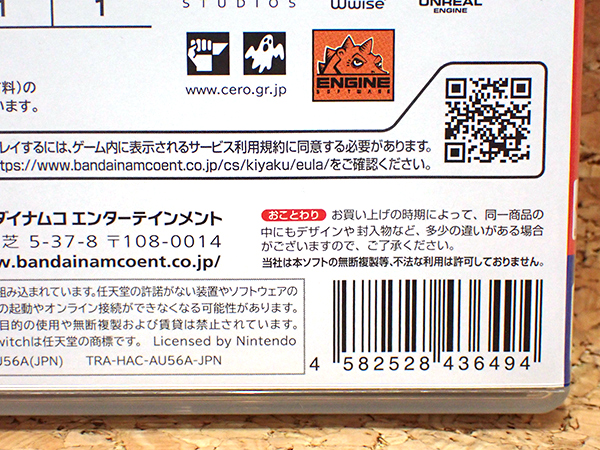 1 1
STUDIOS
Wwise
UNREAL
ENGINE
ENGINE
SOFTWARE
www.cero.gr.jp
料)の
います。
レイするには、ゲーム内に表示されるサービス利用規約に同意する必要があります。
ttps://www.bandainamcoent.co.jp/cs/kiyaku/eula/をご確認ください。
ダイナムコ エンターテインメント
芝 5-37-8 〒108-0014
w.bandainamcoent.co.jp/
おことわり お買い上げの時期によって、同一商品の
中にもデザインや 封入物など、多少の違いがある場合
がございますので、ご了承ください。
当社は本ソフトの無断複製等、不法な利用は許可しておりません。
組み込まれています。任天堂の許諾がない装置やソフトウェアの
の起動やオンライン接続ができなくなる可能性があります。
目的の使用や無断複製および賃貸は禁止されています。
witchは任天堂の商標です。 Licensed by Nintendo
U56A(JPN) TRA-HAC-AU56A-JPN
4 582528 436494